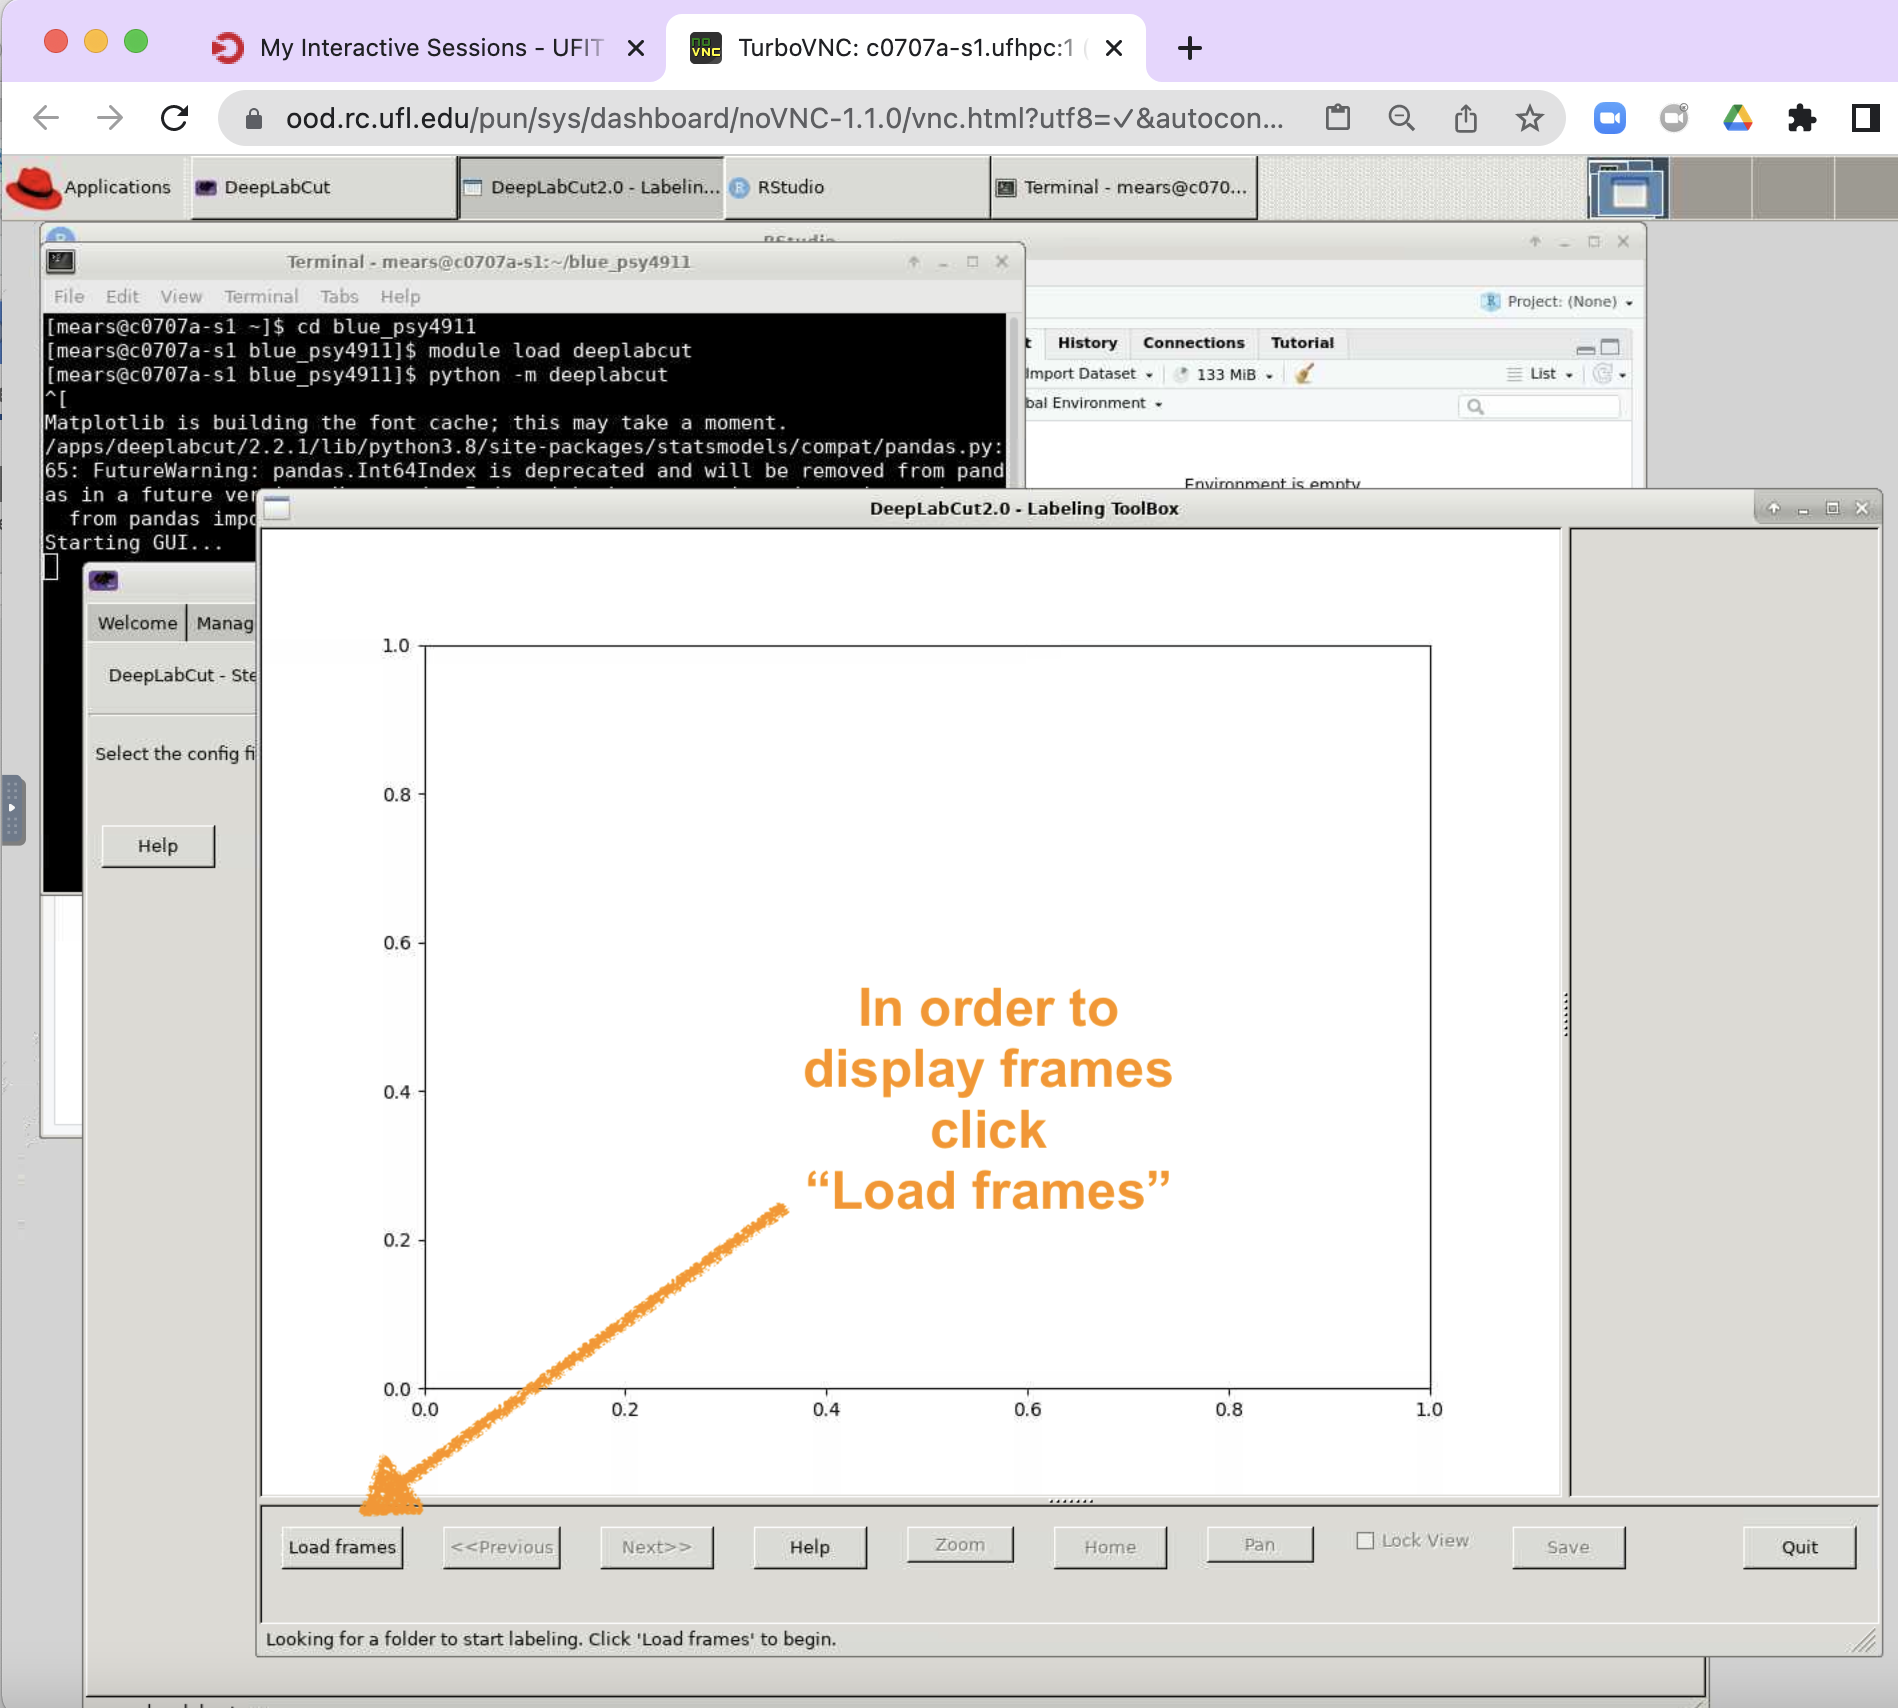 My Interactive Sessions - UFIT
TurboVNC: c0707a-s1.ufhpc:1 (
ood.rc.ufl.edu/pun/sys/dashboard/noVNC-1.1.0/vnc.html?utf8=✓&autocon...
Applications
DeepLabCut
DeepLabCut2.0 - Labelin...
RStudio
Terminal - mears@c070...
RStudio
Terminal - mears@c0707a-s1:~/blue_psy4911
File Edit View Terminal Tabs Help
[mears@c0707a-s1 ~]$ cd blue_psy4911
[mears@c0707a-s1 blue_psy4911]$ module load deeplabcut
[mears@c0707a-s1 blue_psy4911]$ python -m deeplabcut
^[
Matplotlib is building the font cache; this may take a moment.
/apps/deeplabcut/2.2.1/lib/python3.8/site-packages/statsmodels/compat/pandas.py:
65: FutureWarning: pandas.Int64Index is deprecated and will be removed from pand
as in a future ver
from pandas impo
Starting GUI...
Project: (None)
t History Connections Tutorial
Import Dataset 133 MiB List
bal Environment
Environment is empty
DeepLabCut2.0 - Labeling ToolBox
Welcome Manag
DeepLabCut - Ste
Select the config fi
Help
1.0
0.8
0.6
0.4
0.2
0.0
0.0 0.2 0.4 0.6 0.8 1.0
In order to
display frames
click
“Load frames”
Load frames <<Previous Next>> Help Zoom Home Pan Lock View Save Quit
Looking for a folder to start labeling. Click 'Load frames' to begin.